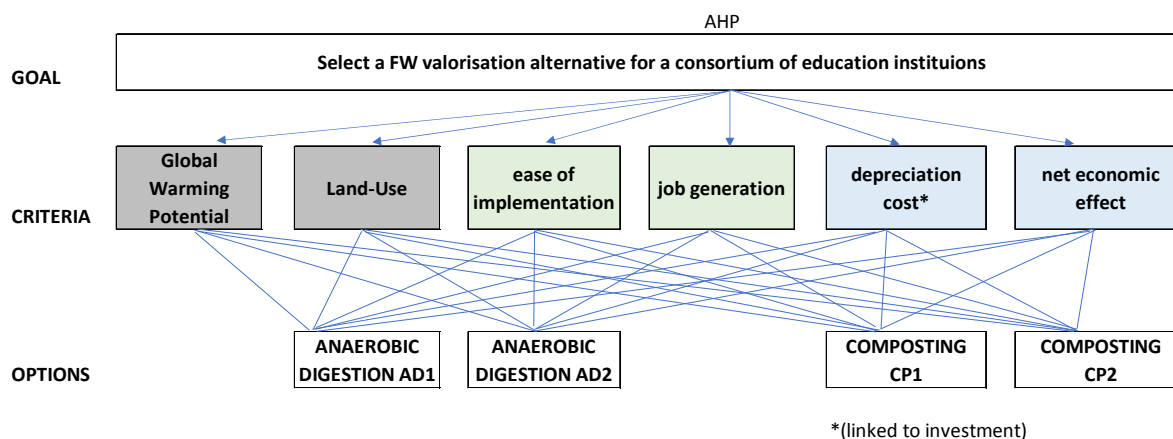 AHP
GOAL
Select a FW valorisation alternative for a consortium of education instituions
CRITERIA
Global
Warming
Potential
Land-Use
ease of
implementation
job generation
depreciation
cost*
net economic
effect
OPTIONS
ANAEROBIC
DIGESTION AD1
ANAEROBIC
DIGESTION AD2
COMPOSTING
CP1
COMPOSTING
CP2
*(linked to investment)